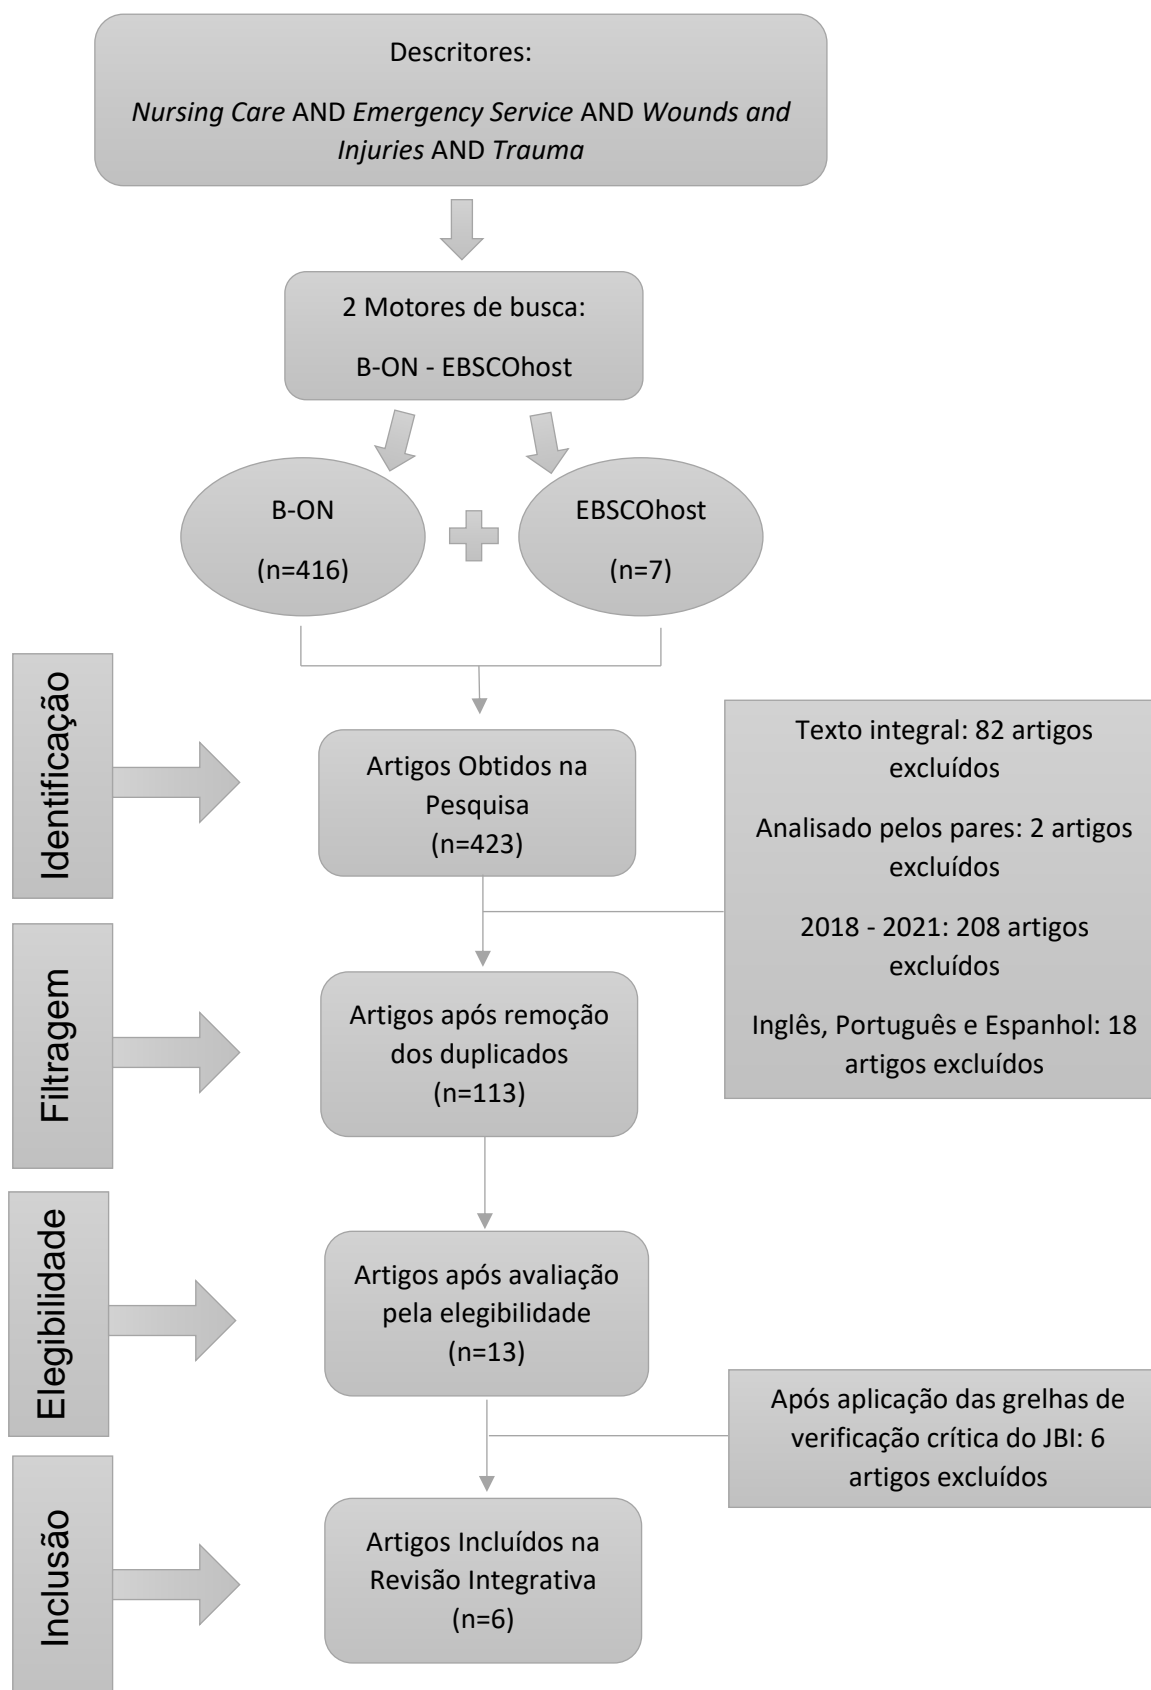 Descritores:
Nursing Care AND Emergency Service AND Wounds and
Injuries AND Trauma
2 Motores de busca:
B-ON - EBSCOhost
B-ON
(n=416)
EBSCOhost
(n=7)
Identificação
Artigos Obtidos na
Pesquisa
(n=423)
Texto integral: 82 artigos
excluídos
Analisado pelos pares: 2 artigos
excluídos
2018 - 2021: 208 artigos
excluídos
Inglês, Português e Espanhol: 18
artigos excluídos
Filtragem
Artigos após remoção
dos duplicados
(n=113)
Elegibilidade
Artigos após avaliação
pela elegibilidade
(n=13)
Após aplicação das grelhas de
verificação crítica do JBI: 6
artigos excluídos
Inclusão
Artigos Incluídos na
Revisão Integrativa
(n=6)